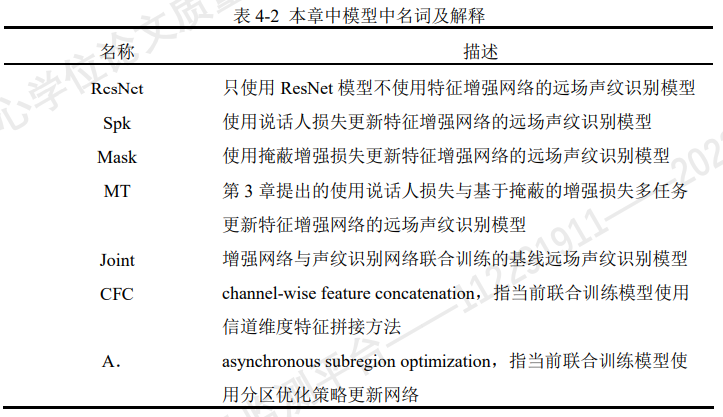 表 4-2 本章中模型中名词及解释
名称 描述
ResNet 只使用 ResNet 模型不使用特征增强网络的远场声纹识别模型
Spk 使用说话人损失更新特征增强网络的远场声纹识别模型
Mask 使用掩蔽增强损失更新特征增强网络的远场声纹识别模型
MT 第 3 章提出的使用说话人损失与基于掩蔽的增强损失多任务
更新特征增强网络的远场声纹识别模型
Joint 增强网络与声纹识别网络联合训练的基线远场声纹识别模型
CFC channel-wise feature concatenation，指当前联合训练模型使用
信道维度特征拼接方法
A. asynchronous subregion optimization，指当前联合训练模型使
用分区优化策略更新网络
心学位论文质量
监测平台——112291911——202